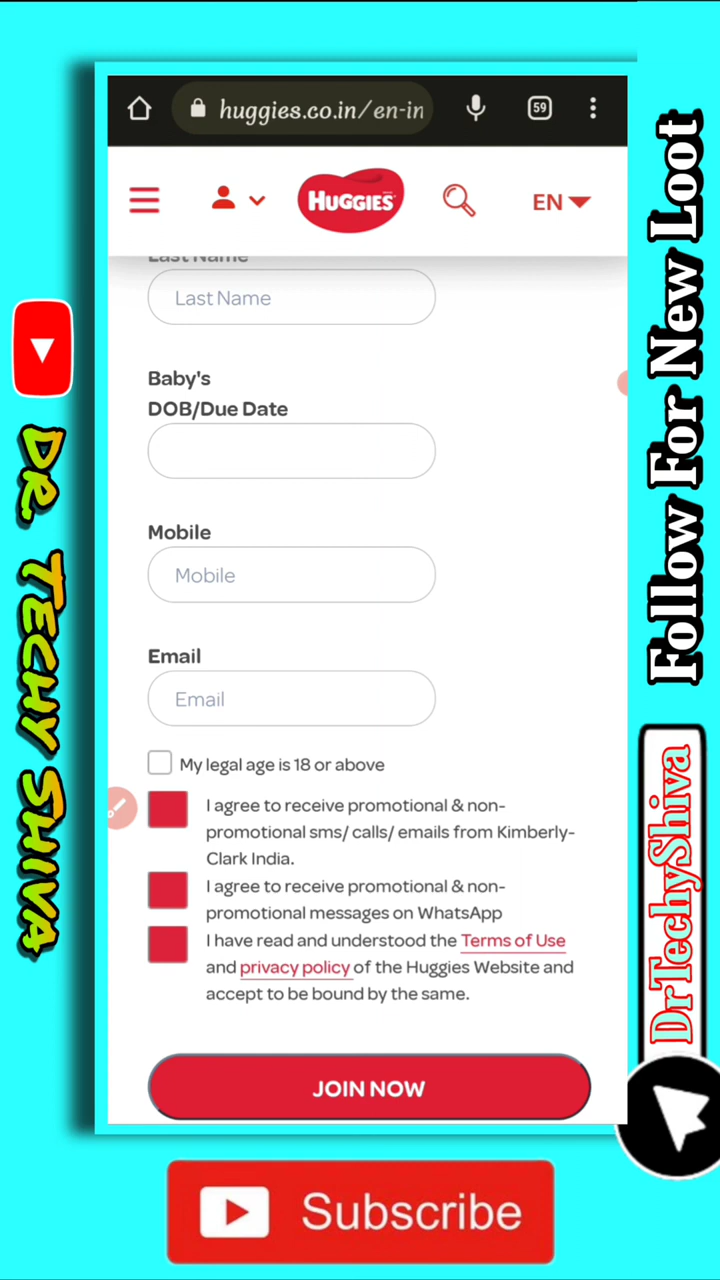 huggies.co.in/en-in
59
HUGGIES
EN
Last Name
Last Name
Baby's
DOB/Due Date
Mobile
Mobile
Email
Email
My legal age is 18 or above
I agree to receive promotional & non-
promotional sms/ calls/ emails from Kimberly-
Clark India.
I agree to receive promotional & non-
promotional messages on WhatsApp
I have read and understood the Terms of Use
and privacy policy of the Huggies Website and
accept to be bound by the same.
JOIN NOW
DR. TECHY SHIVA
Follow For New Loot
DrTechyShiva
Subscribe